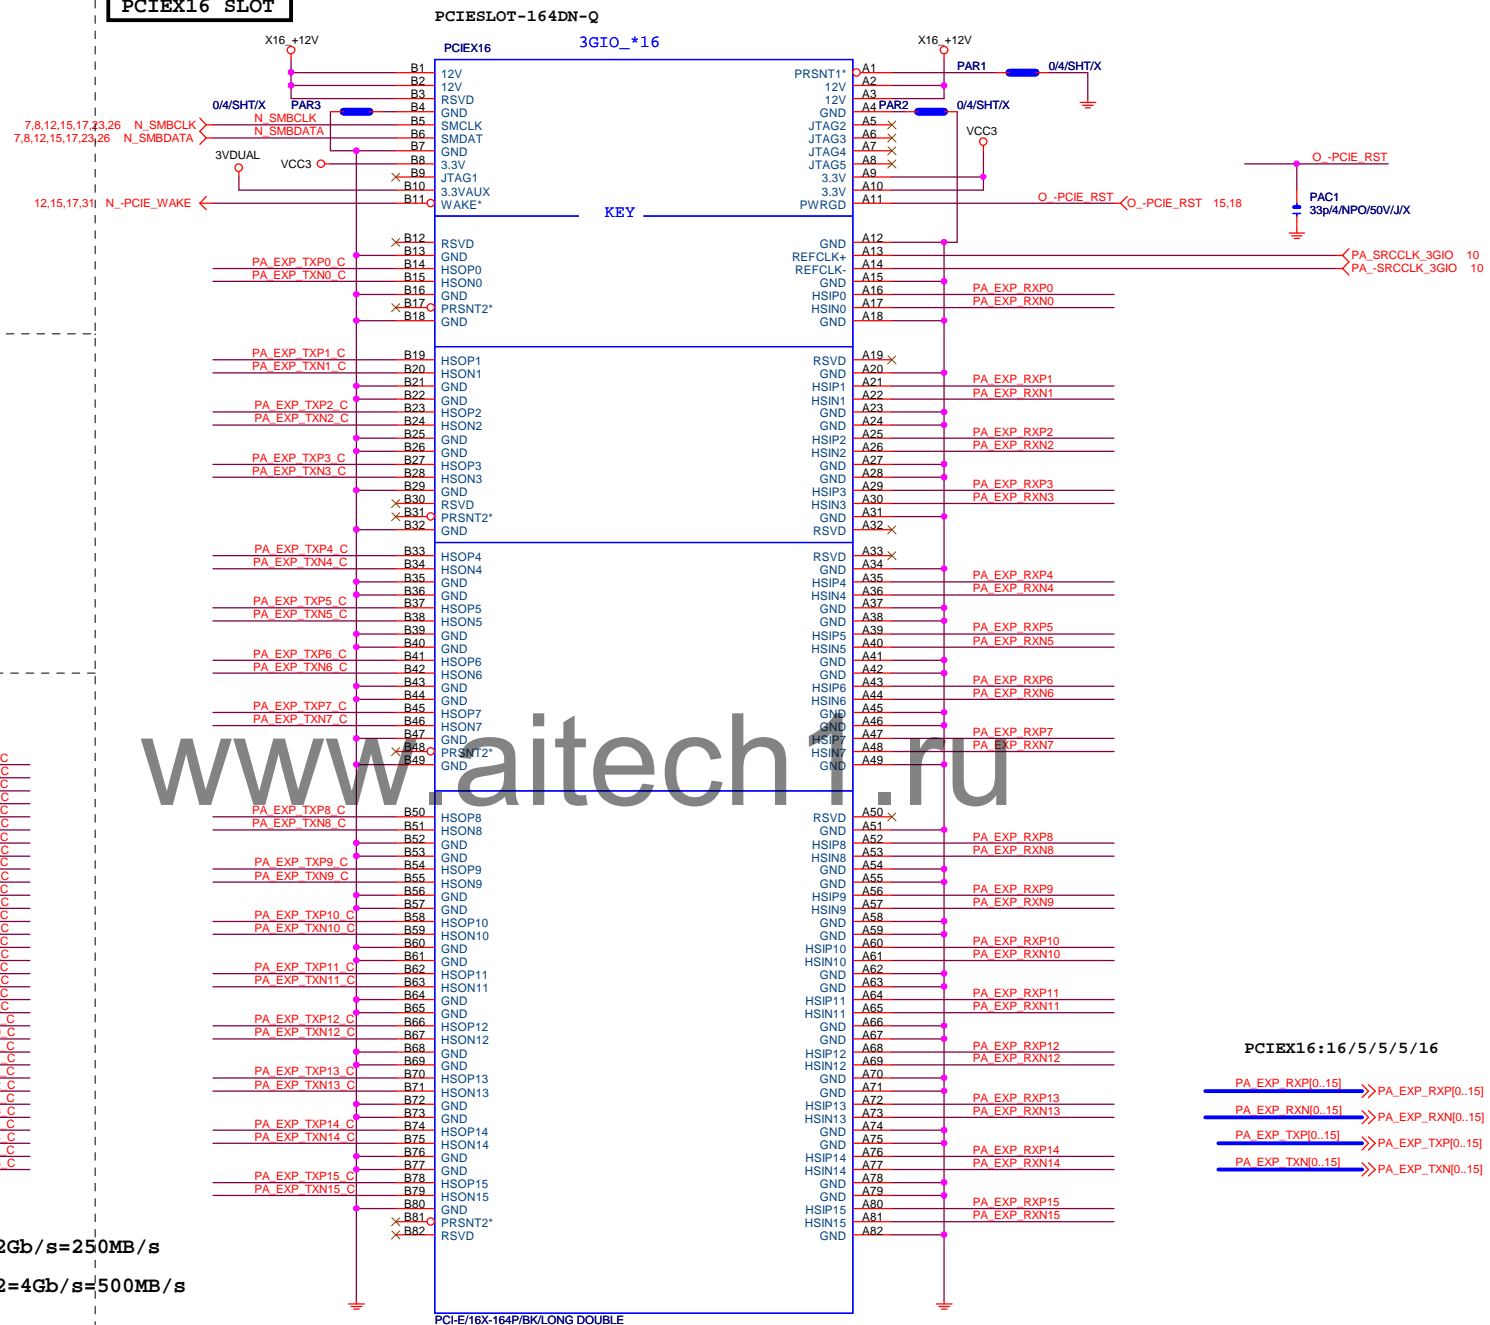 PCIEX16 SLOT
PCIESLOT-164DN-Q
X16_+12V
PCIEX16
3GIO_*16
X16_+12V
B1 12V PRSNT1* A1 PAR1 0/4/SHT/X
B2 12V 12V A2
B3 RSVD 12V A3
0/4/SHT/X PAR3 B4 GND GND A4 PAR2 0/4/SHT/X
7,8,12,15,17,23,26 N_SMBCLK N_SMBCLK B5 SMCLK JTAG2 A5
7,8,12,15,17,23,26 N_SMBDATA N_SMBDATA B6 SMDAT JTAG3 A6 VCC3
B7 GND JTAG4 A7
3VDUAL VCC3 B8 3.3V JTAG5 A8 O_-PCIE_RST
B9 JTAG1 3.3V A9
B10 3.3VAUX 3.3V A10
12,15,17,31 N_-PCIE_WAKE B11 WAKE* PWRGD A11 O_-PCIE_RST O_-PCIE_RST 15,18
PAC1
33p/4/NPO/50V/J/X
KEY
B12 RSVD GND A12
B13 GND REFCLK+ A13 PA_SRCCLK_3GIO 10
PA_EXP_TXP0_C B14 HSOP0 REFCLK- A14 PA_-SRCCLK_3GIO 10
PA_EXP_TXN0_C B15 HSON0 GND A15
B16 GND HSIP0 A16 PA_EXP_RXP0
B17 PRSNT2* HSIN0 A17 PA_EXP_RXN0
B18 GND GND A18
PA_EXP_TXP1_C B19 HSOP1 RSVD A19
PA_EXP_TXN1_C B20 HSON1 GND A20
B21 GND HSIP1 A21 PA_EXP_RXP1
B22 GND HSIN1 A22 PA_EXP_RXN1
PA_EXP_TXP2_C B23 HSOP2 GND A23
PA_EXP_TXN2_C B24 HSON2 GND A24
B25 GND HSIP2 A25 PA_EXP_RXP2
B26 GND HSIN2 A26 PA_EXP_RXN2
PA_EXP_TXP3_C B27 HSOP3 GND A27
PA_EXP_TXN3_C B28 HSON3 GND A28
B29 GND HSIP3 A29 PA_EXP_RXP3
B30 RSVD HSIN3 A30 PA_EXP_RXN3
B31 PRSNT2* GND A31
B32 GND RSVD A32
PA_EXP_TXP4_C B33 HSOP4 RSVD A33
PA_EXP_TXN4_C B34 HSON4 GND A34
B35 GND HSIP4 A35 PA_EXP_RXP4
B36 GND HSIN4 A36 PA_EXP_RXN4
PA_EXP_TXP5_C B37 HSOP5 GND A37
PA_EXP_TXN5_C B38 HSON5 GND A38
B39 GND HSIP5 A39 PA_EXP_RXP5
B40 GND HSIN5 A40 PA_EXP_RXN5
PA_EXP_TXP6_C B41 HSOP6 GND A41
PA_EXP_TXN6_C B42 HSON6 GND A42
B43 GND HSIP6 A43 PA_EXP_RXP6
B44 GND HSIN6 A44 PA_EXP_RXN6
PA_EXP_TXP7_C B45 HSOP7 GND A45
PA_EXP_TXN7_C B46 HSON7 GND A46
B47 GND HSIP7 A47 PA_EXP_RXP7
B48 PRSNT2* HSIN7 A48 PA_EXP_RXN7
B49 GND GND A49
www.aitech1.ru
PA_EXP_TXP8_C B50 HSOP8 RSVD A50
PA_EXP_TXN8_C B51 HSON8 GND A51
B52 GND HSIP8 A52 PA_EXP_RXP8
B53 GND HSIN8 A53 PA_EXP_RXN8
PA_EXP_TXP9_C B54 HSOP9 GND A54
PA_EXP_TXN9_C B55 HSON9 GND A55
B56 GND HSIP9 A56 PA_EXP_RXP9
B57 GND HSIN9 A57 PA_EXP_RXN9
PA_EXP_TXP10_C B58 HSOP10 GND A58
PA_EXP_TXN10_C B59 HSON10 GND A59
B60 GND HSIP10 A60 PA_EXP_RXP10
B61 GND HSIN10 A61 PA_EXP_RXN10
PA_EXP_TXP11_C B62 HSOP11 GND A62
PA_EXP_TXN11_C B63 HSON11 GND A63
B64 GND HSIP11 A64 PA_EXP_RXP11
B65 GND HSIN11 A65 PA_EXP_RXN11
PA_EXP_TXP12_C B66 HSOP12 GND A66
PA_EXP_TXN12_C B67 HSON12 GND A67
B68 GND HSIP12 A68 PA_EXP_RXP12
B69 GND HSIN12 A69 PA_EXP_RXN12
PA_EXP_TXP13_C B70 HSOP13 GND A70
PA_EXP_TXN13_C B71 HSON13 GND A71
B72 GND HSIP13 A72 PA_EXP_RXP13
B73 GND HSIN13 A73 PA_EXP_RXN13
PA_EXP_TXP14_C B74 HSOP14 GND A74
PA_EXP_TXN14_C B75 HSON14 GND A75
B76 GND HSIP14 A76 PA_EXP_RXP14
B77 GND HSIN14 A77 PA_EXP_RXN14
PA_EXP_TXP15_C B78 HSOP15 GND A78
PA_EXP_TXN15_C B79 HSON15 GND A79
B80 GND HSIP15 A80 PA_EXP_RXP15
B81 PRSNT2* HSIN15 A81 PA_EXP_RXN15
B82 RSVD GND A82
PCI-E/16X-164P/BK/LONG DOUBLE
PCIEX16:16/5/5/5/16
PA_EXP_RXP[0..15] PA_EXP_RXP[0..15]
PA_EXP_RXN[0..15] PA_EXP_RXN[0..15]
PA_EXP_TXP[0..15] PA_EXP_TXP[0..15]
PA_EXP_TXN[0..15] PA_EXP_TXN[0..15]
2Gb/s=250MB/s
2=4Gb/s=500MB/s